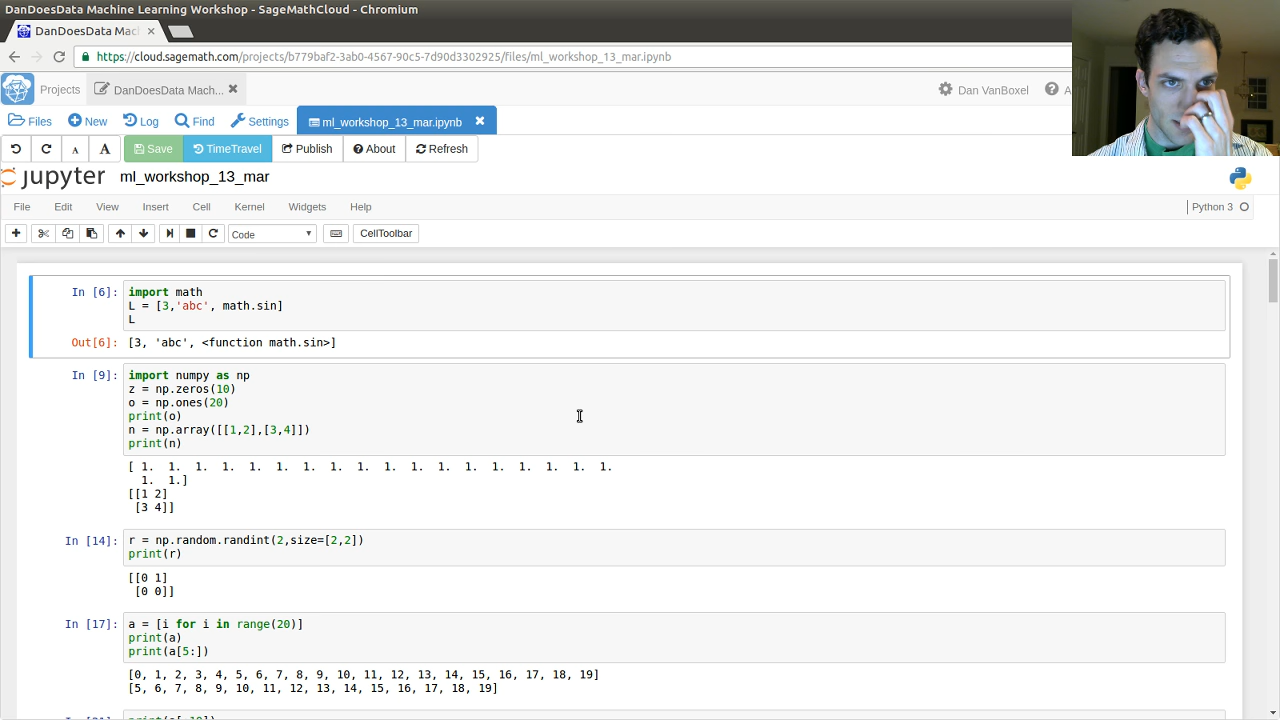 DanDoesData Machine Learning Workshop - SageMathCloud - Chromium
DanDoesData Mac
https://cloud.sagemath.com/projects/b779baf2-3ab0-4567-90c5-7d90d3302925/files/ml_workshop_13_mar.ipynb
Projects DanDoesData Mach... Dan VanBoxel A
Files New Log Find Settings ml_workshop_13_mar.ipynb
A A Save TimeTravel Publish About Refresh
jupyter ml_workshop_13_mar
File Edit View Insert Cell Kernel Widgets Help Python 3
Code CellToolbar
In [6]: import math
L = [3,'abc', math.sin]
L
Out[6]: [3, 'abc', <function math.sin>]
In [9]: import numpy as np
z = np.zeros(10)
o = np.ones(20)
print(o)
n = np.array([[1,2],[3,4]])
print(n)
[ 1. 1. 1. 1. 1. 1. 1. 1. 1. 1. 1. 1. 1. 1. 1. 1. 1. 1.
1. 1.]
[[1 2]
[3 4]]
In [14]: r = np.random.randint(2,size=[2,2])
print(r)
[[0 1]
[0 0]]
In [17]: a = [i for i in range(20)]
print(a)
print(a[5:])
[0, 1, 2, 3, 4, 5, 6, 7, 8, 9, 10, 11, 12, 13, 14, 15, 16, 17, 18, 19]
[5, 6, 7, 8, 9, 10, 11, 12, 13, 14, 15, 16, 17, 18, 19]